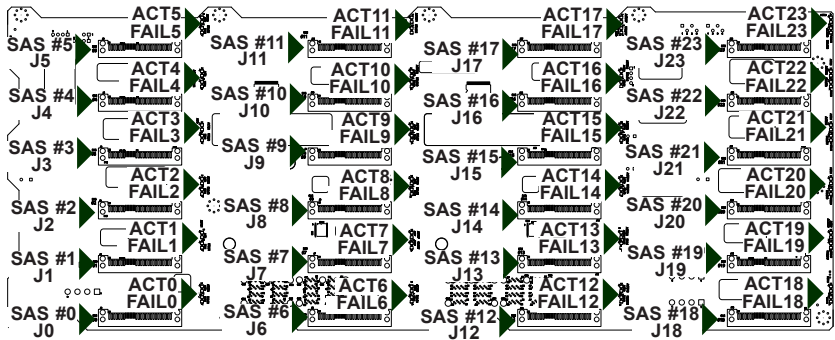 ACT5
FAIL5
SAS #5
J5
ACT4
FAIL4
SAS #4
J4
ACT3
FAIL3
SAS #3
J3
ACT2
FAIL2
SAS #2
J2
ACT1
FAIL1
SAS #1
J1
ACT0
FAIL0
SAS #0
J0
ACT11
FAIL11
SAS #11
J11
ACT10
FAIL10
SAS #10
J10
ACT9
FAIL9
SAS #9
J9
ACT8
FAIL8
SAS #8
J8
ACT7
FAIL7
SAS #7
J7
ACT6
FAIL6
SAS #6
J6
ACT17
FAIL17
SAS #17
J17
ACT16
FAIL16
SAS #16
J16
ACT15
FAIL15
SAS #15
J15
ACT14
FAIL14
SAS #14
J14
ACT13
FAIL13
SAS #13
J13
ACT12
FAIL12
SAS #12
J12
ACT23
FAIL23
SAS #23
J23
ACT22
FAIL22
SAS #22
J22
ACT21
FAIL21
SAS #21
J21
ACT20
FAIL20
SAS #20
J20
ACT19
FAIL19
SAS #19
J19
ACT18
FAIL18
SAS #18
J18